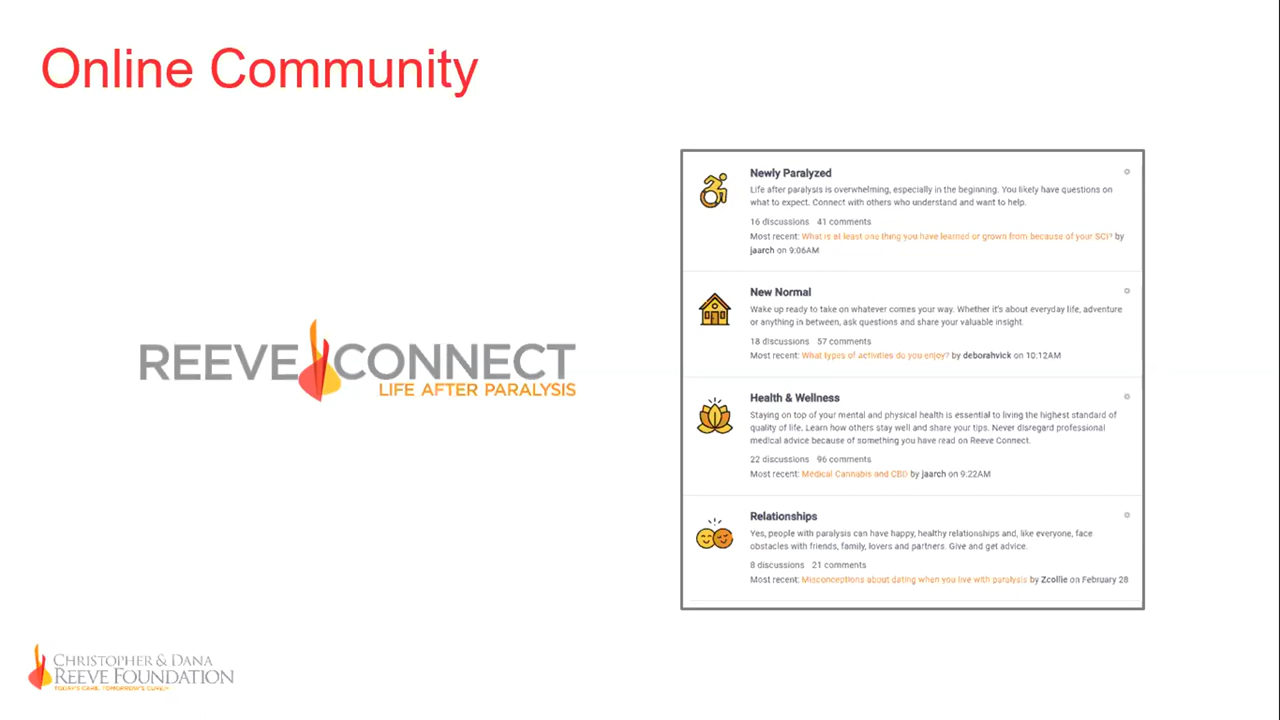 Online Community
REEVE CONNECT
LIFE AFTER PARALYSIS
Newly Paralyzed
Life after paralysis is overwhelming, especially in the beginning. You likely have questions on
what to expect. Connect with others who understand and want to help.
16 discussions 41 comments
Most recent: What is at least one thing you have learned or grown from because of your SCI? by
jaarch on 9:06AM
New Normal
Wake up ready to take on whatever comes your way. Whether it's about everyday life, adventure
or anything in between, ask questions and share your valuable insight.
18 discussions 57 comments
Most recent: What types of activities do you enjoy? by deborahvick on 10:12AM
Health & Wellness
Staying on top of your mental and physical health is essential to living the highest standard of
quality of life. Learn how others stay well and share your tips. Never disregard professional
medical advice because of something you have read on Reeve Connect.
22 discussions 96 comments
Most recent: Medical Cannabis and CBD by jaarch on 9:22AM
Relationships
Yes, people with paralysis can have happy, healthy relationships and, like everyone, face
obstacles with friends, family, lovers and partners. Give and get advice.
8 discussions 21 comments
Most recent: Misconceptions about dating when you live with paralysis by Zcollie on February 28
CHRISTOPHER & DANA
REEVE FOUNDATION
TODAY'S CARE. TOMORROW'S CURE.™